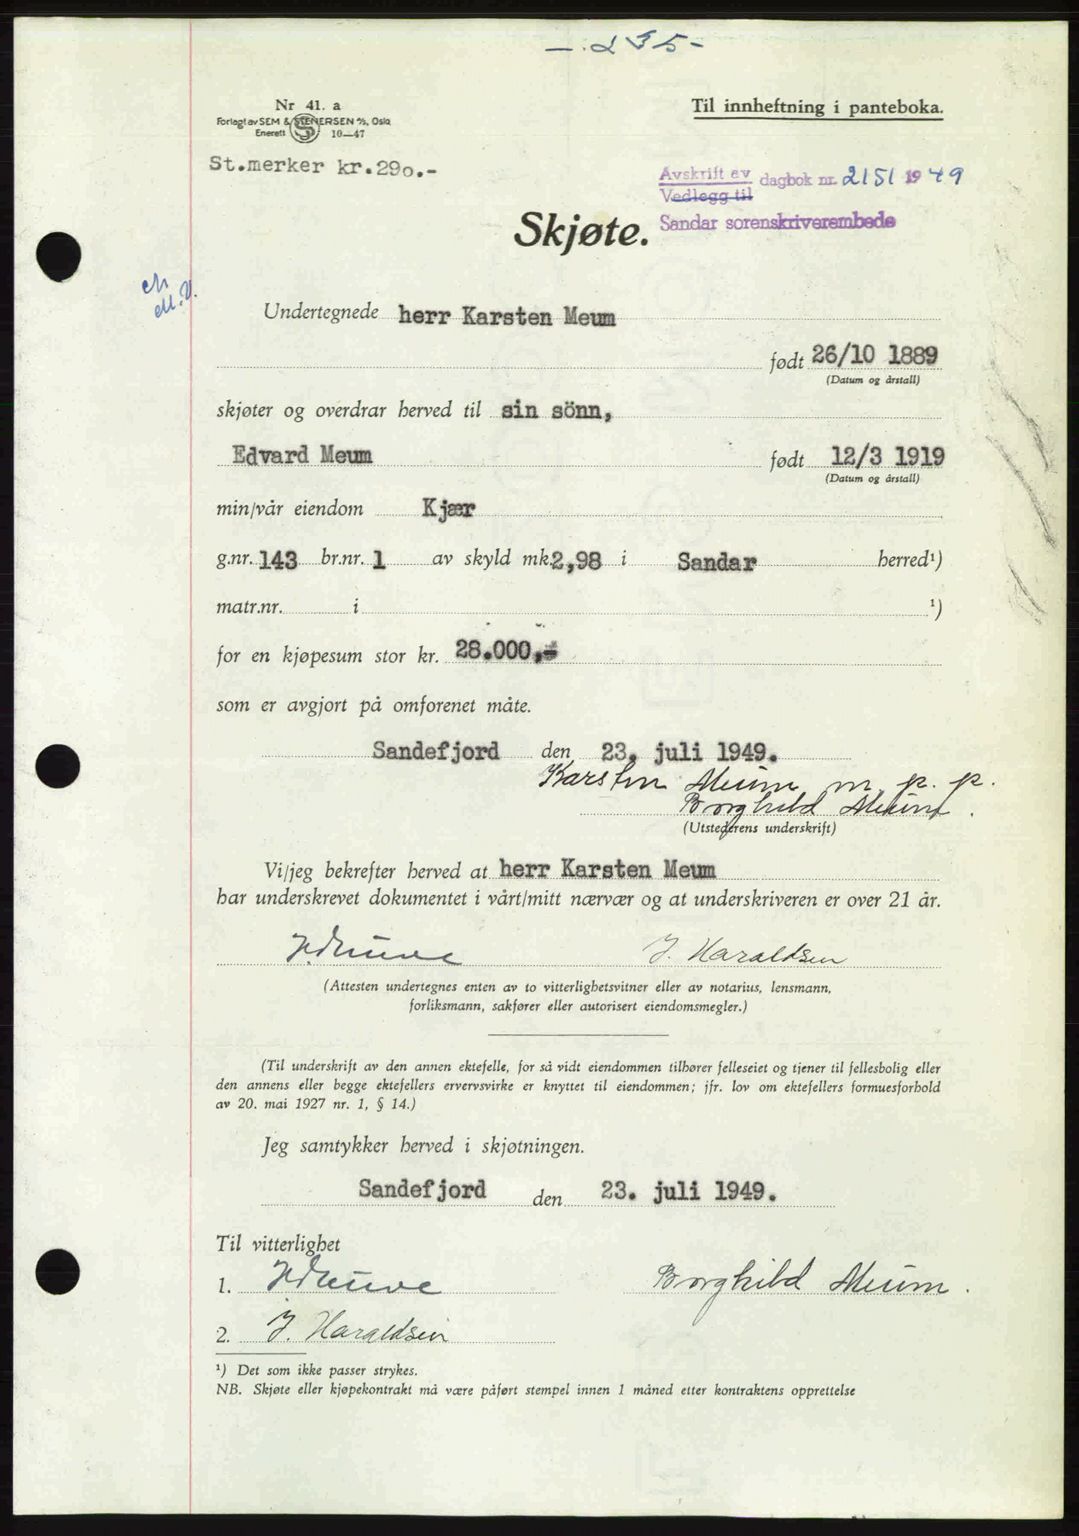 - 235 -
Nr 41. a
Forlagt av SEM & STENERSEN A/S, Oslo
Enerett S 10—47
Til innheftning i panteboka.
St.merker kr.290.-
Avskrift av
Vedlegg til
dagbok nr. 2151 1949
Sandar sorenskriverembede
Skjøte.
Undertegnede herr Karsten Meum
født 26/10 1889
(Datum og årstall)
skjøter og overdrar herved til sin sönn,
Edvard Meum født 12/3 1919
(Datum og årstall)
min/vår eiendom Kjær
g.nr. 143 br.nr. 1 av skyld mk. 2,98 i Sandar herred¹)
matr.nr. i ¹)
for en kjøpesum stor kr. 28.000,-
som er avgjort på omforenet måte.
Sandefjord den 23. juli 1949.
Karsten Meum m. p. p.
Borghild Meum.
(Utstederens underskrift)
Vi/jeg bekrefter herved at herr Karsten Meum
har underskrevet dokumentet i vårt/mitt nærvær og at underskriveren er over 21 år.
J. Haraldsen
(Attesten undertegnes enten av to vitterlighetsvitner eller av notarius, lensmann,
forliksmann, sakfører eller autorisert eiendomsmegler.)
(Til underskrift av den annen ektefelle, for så vidt eiendommen tilhører felleseiet og tjener til fellesbolig eller
den annens eller begge ektefellers ervervsvirke er knyttet til eiendommen; jfr. lov om ektefellers formuesforhold
av 20. mai 1927 nr. 1, § 14.)
Jeg samtykker herved i skjøtningen.
Sandefjord den 23. juli 1949.
Til vitterlighet
1. Borghild Meum.
2. J. Haraldsen
¹) Det som ikke passer strykes.
NB. Skjøte eller kjøpekontrakt må være påført stempel innen 1 måned etter kontraktens opprettelse